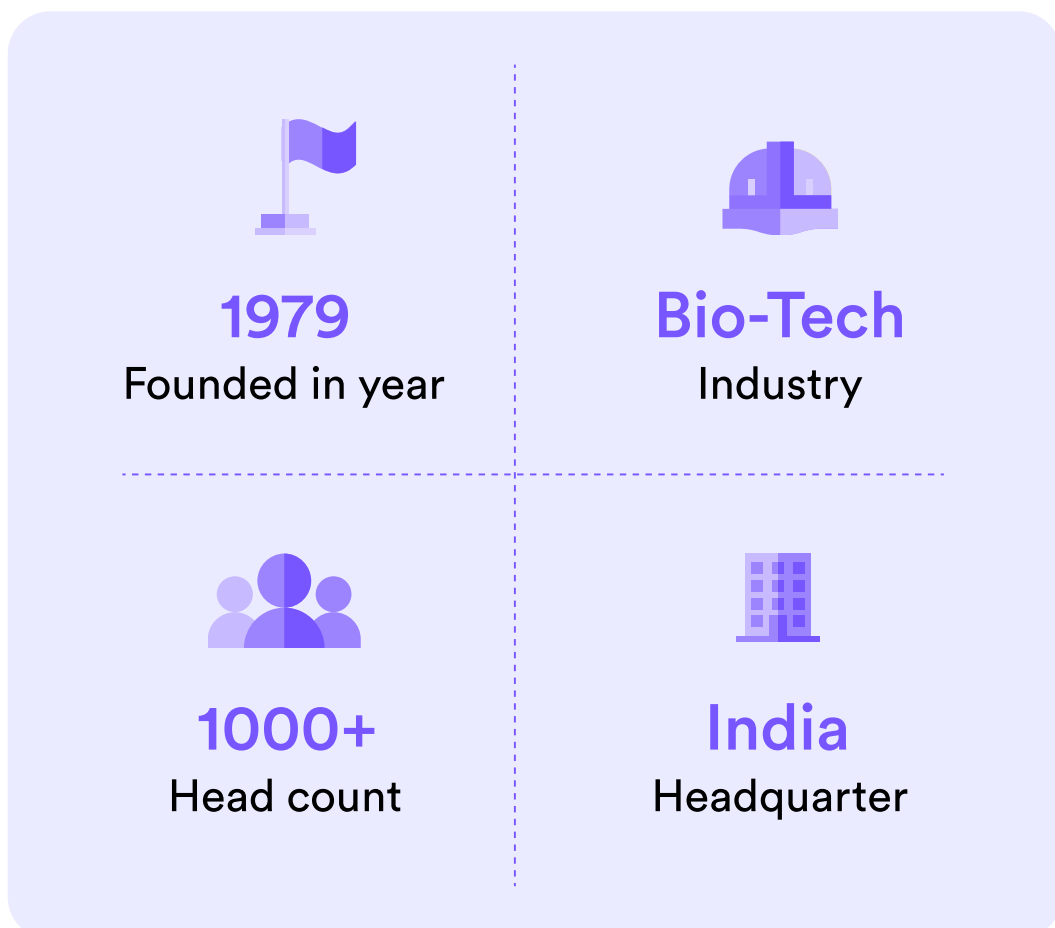 1979
Founded in year
Bio-Tech
Industry
1000+
Head count
India
Headquarter